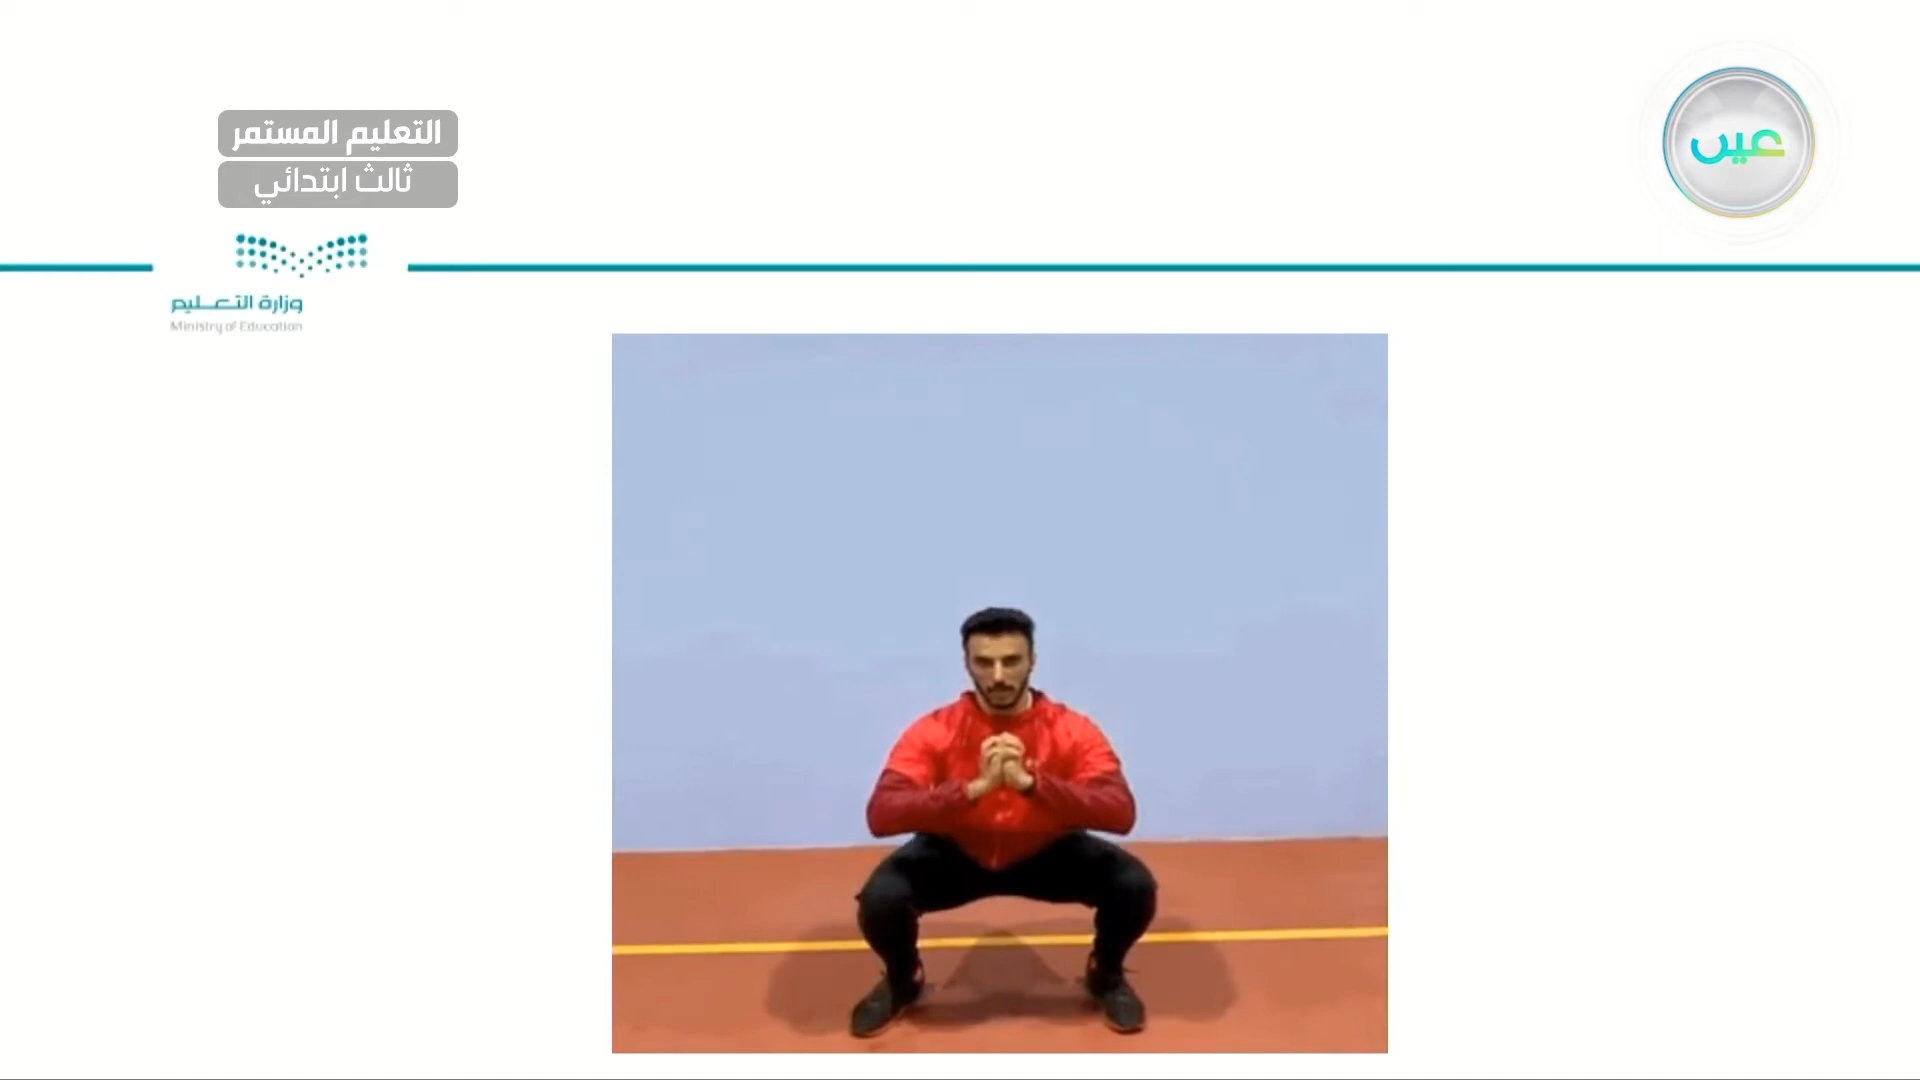 التعليم المستمر
ثالث ابتدائي
عين
وزارة التعليم
Ministry of Education